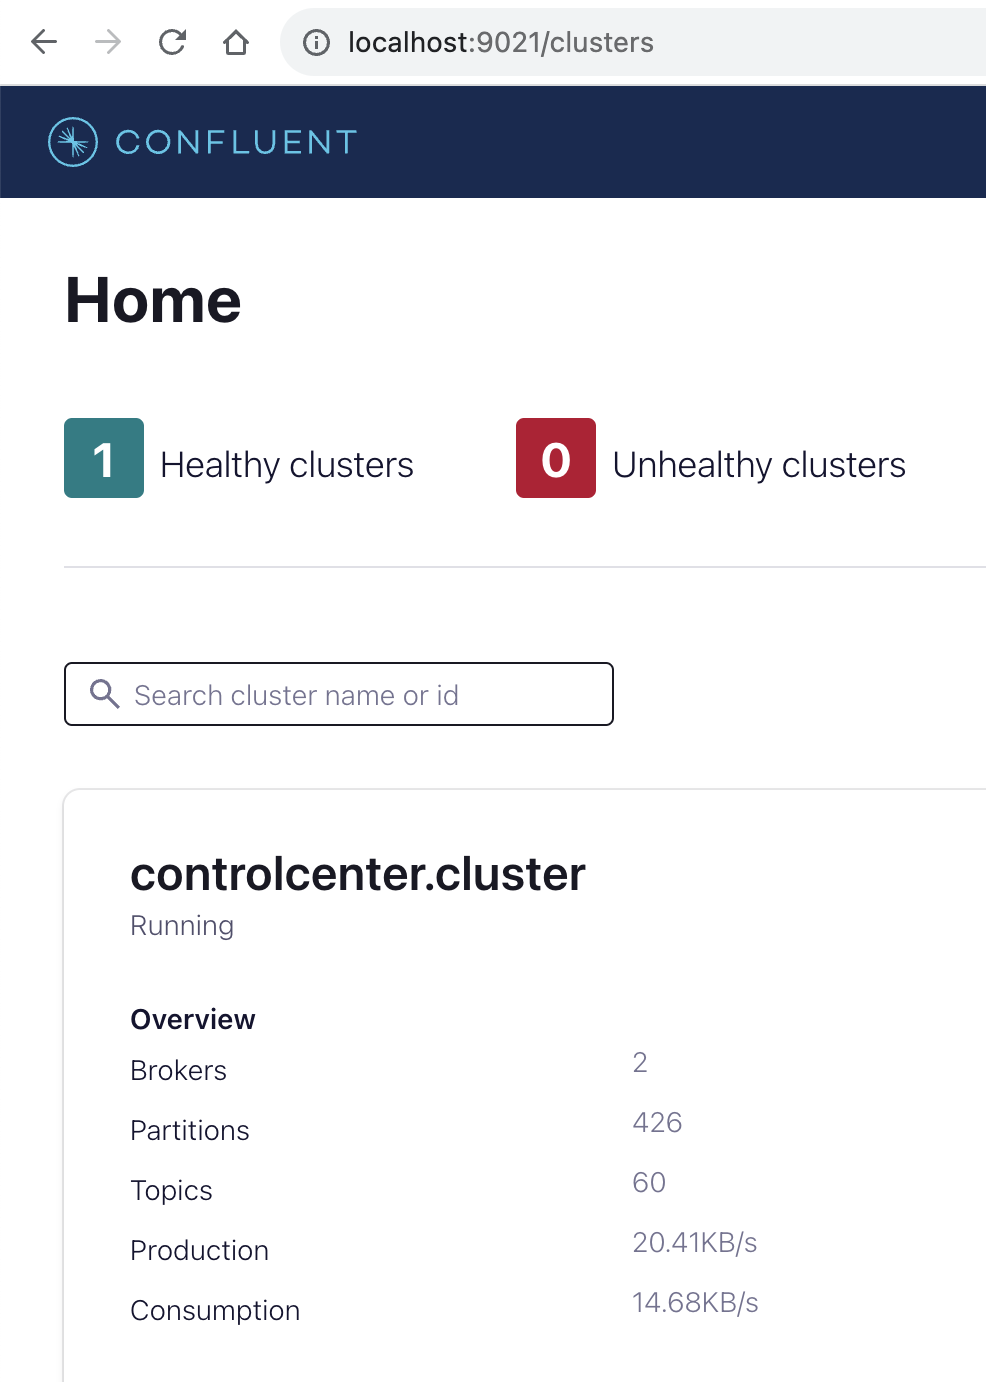 localhost:9021/clusters
CONFLUENT
Home
1 Healthy clusters
0 Unhealthy clusters
Search cluster name or id
controlcenter.cluster
Running
Overview
Brokers 2
Partitions 426
Topics 60
Production 20.41KB/s
Consumption 14.68KB/s